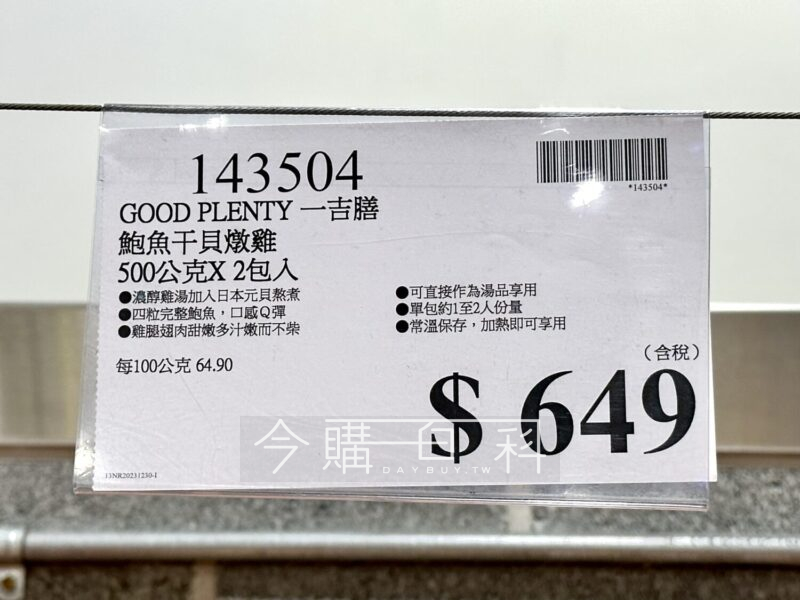 143504
*143504*
GOOD PLENTY 一吉膳
鮑魚干貝燉雞
500公克X 2包入
●濃醇雞湯加入日本元貝熬煮
●四粒完整鮑魚，口感Q彈
●雞腿翅肉甜嫩多汁嫩而不柴
●可直接作為湯品享用
●單包約1至2人份量
●常溫保存，加熱即可享用
每100公克 64.90
（含稅）
$ 649
今購百科
DAYBUY.TW
13NR20231230-1